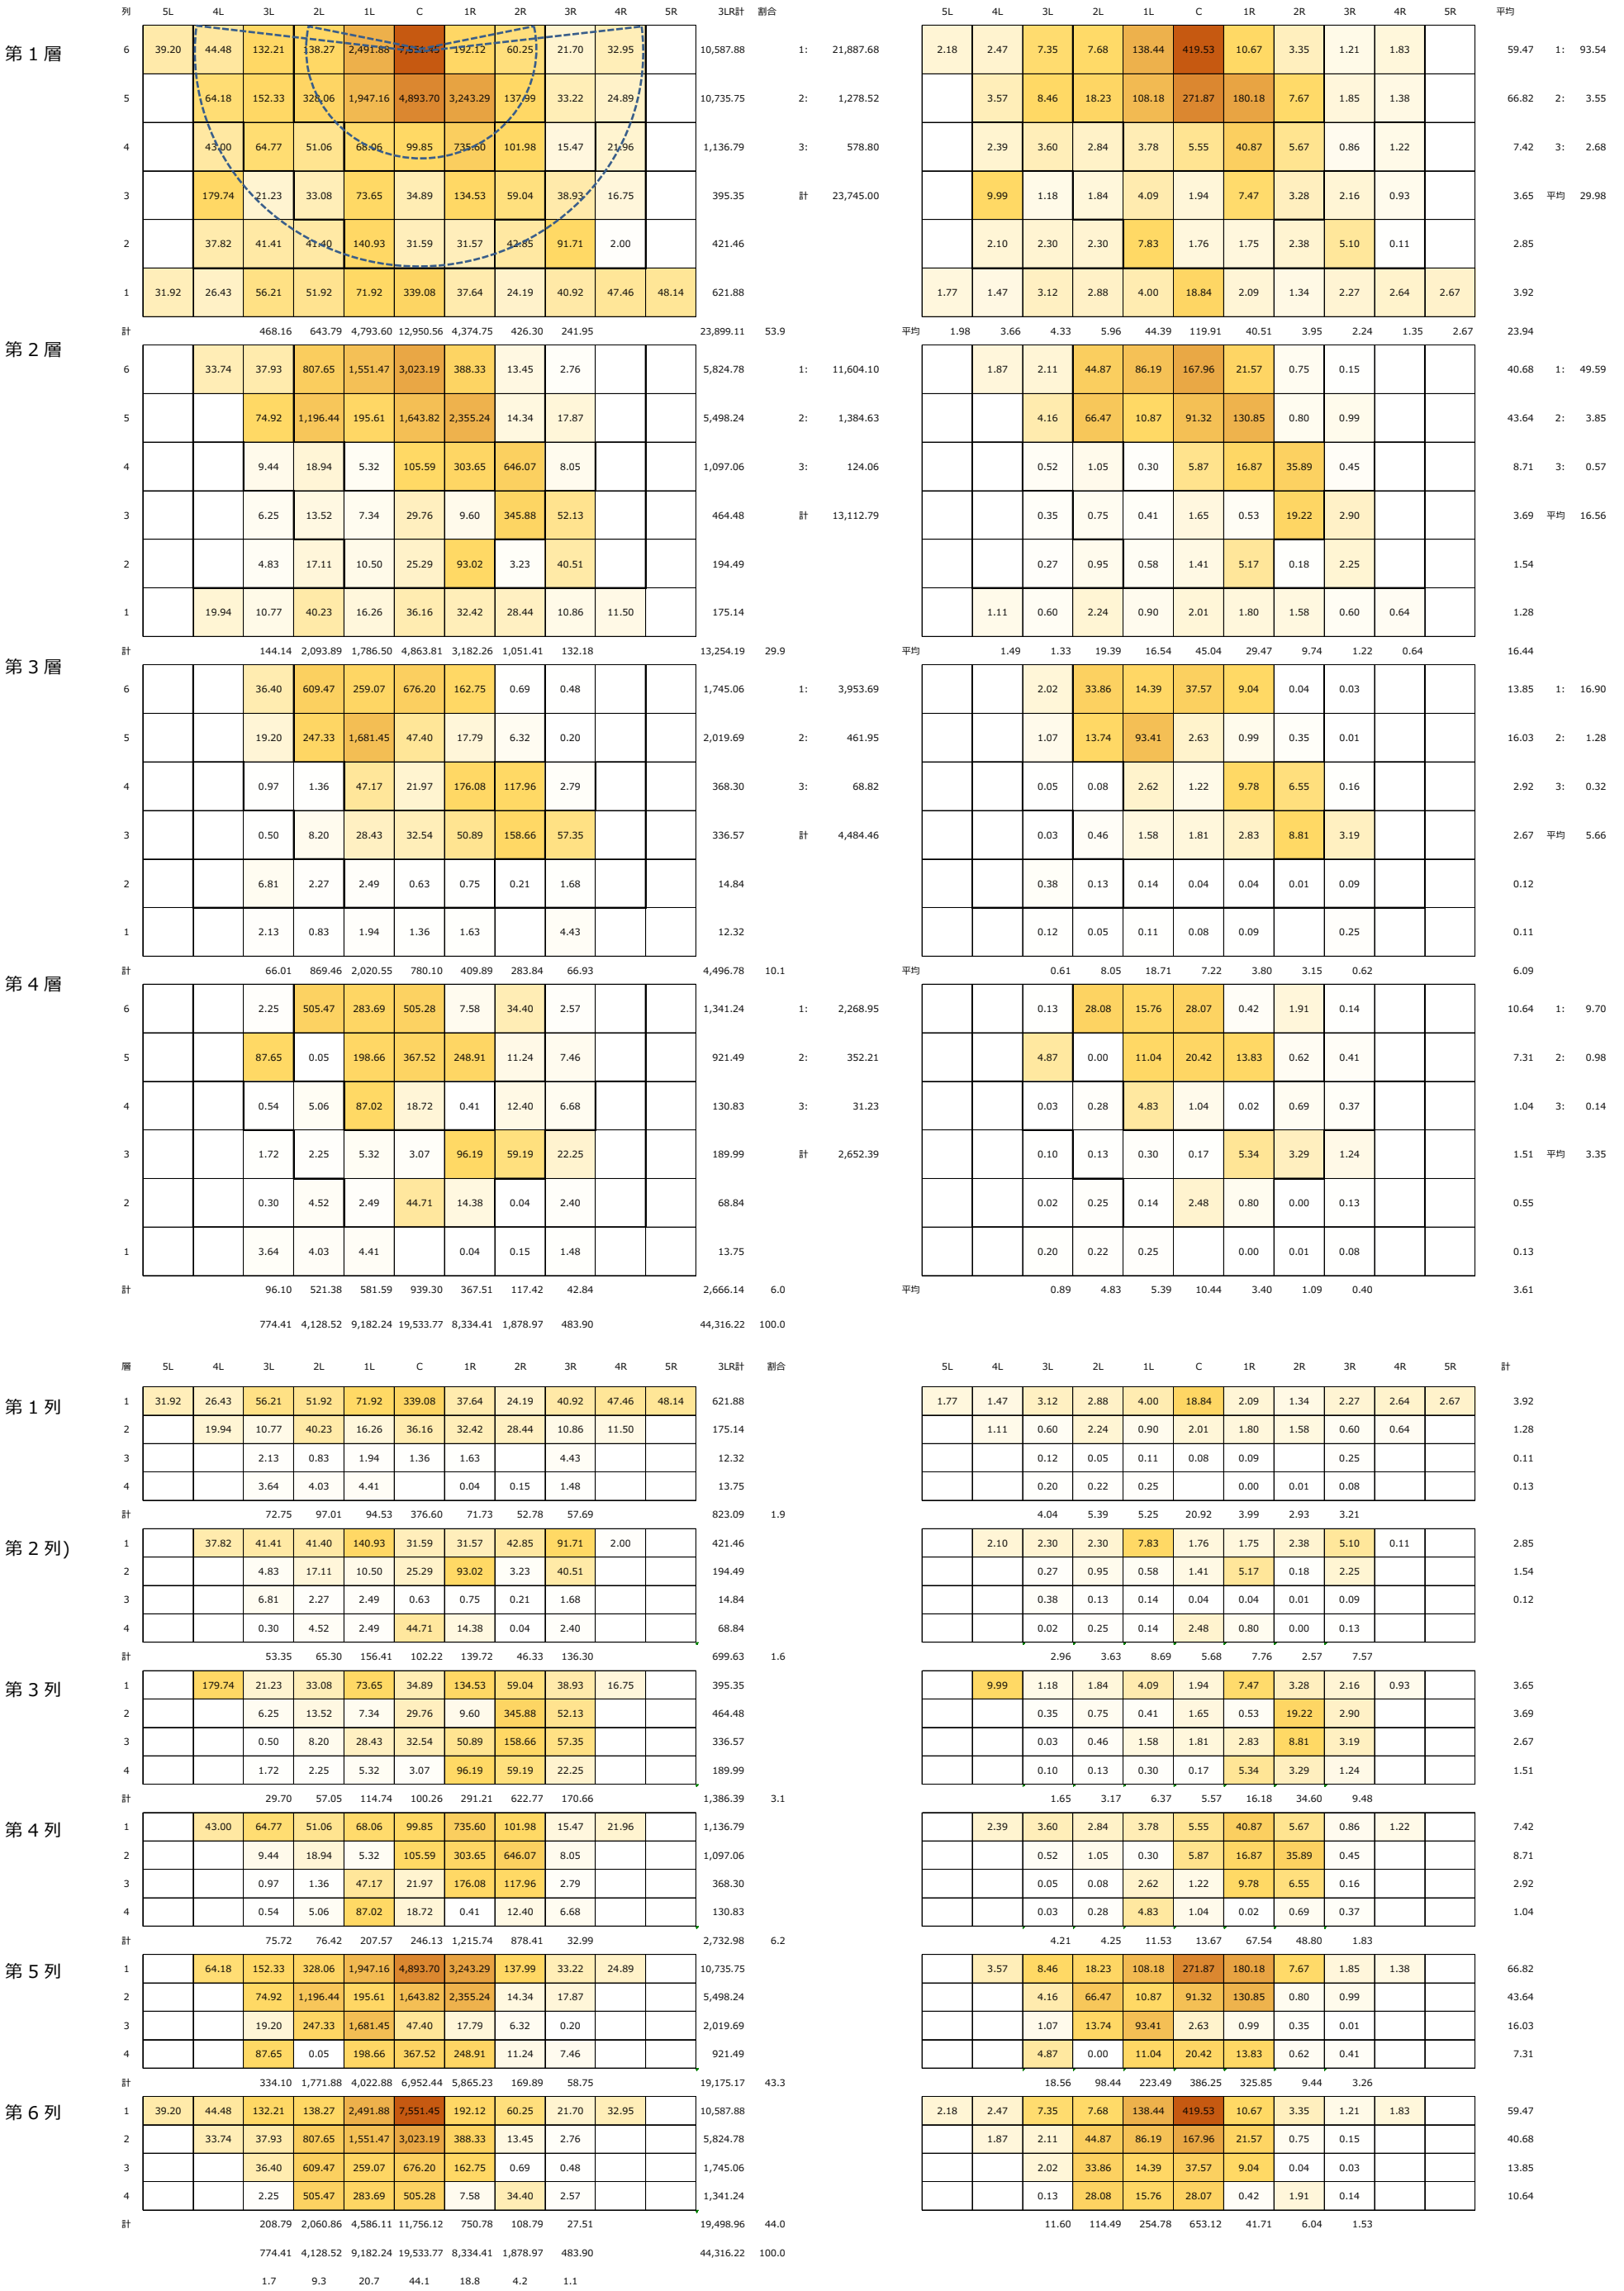 列 5L 4L 3L 2L 1L C 1R 2R 3R 4R 5R 3LR計 割合 5L 4L 3L 2L 1L C 1R 2R 3R 4R 5R 平均
第1層 6 39.20 44.48 132.21 138.27 2,491.88 7,551.45 192.12 60.25 21.70 32.95 10,587.88 1: 21,887.68 2.18 2.47 7.35 7.68 138.44 419.53 10.67 3.35 1.21 1.83 59.47 1: 93.54
5 64.18 152.33 328.06 1,947.16 4,893.70 3,243.29 137.99 33.22 24.89 10,735.75 2: 1,278.52 3.57 8.46 18.23 108.18 271.87 180.18 7.67 1.85 1.38 66.82 2: 3.55
4 43.00 64.77 51.06 68.06 99.85 735.60 101.98 15.47 21.96 1,136.79 3: 578.80 2.39 3.60 2.84 3.78 5.55 40.87 5.67 0.86 1.22 7.42 3: 2.68
3 179.74 21.23 33.08 73.65 34.89 134.53 59.04 38.93 16.75 395.35 計 23,745.00 9.99 1.18 1.84 4.09 1.94 7.47 3.28 2.16 0.93 3.65 平均 29.98
2 37.82 41.41 41.40 140.93 31.59 31.57 42.85 91.71 2.00 421.46 2.10 2.30 2.30 7.83 1.76 1.75 2.38 5.10 0.11 2.85
1 31.92 26.43 56.21 51.92 71.92 339.08 37.64 24.19 40.92 47.46 48.14 621.88 1.77 1.47 3.12 2.88 4.00 18.84 2.09 1.34 2.27 2.64 2.67 3.92
計 468.16 643.79 4,793.60 12,950.56 4,374.75 426.30 241.95 23,899.11 53.9 平均 1.98 3.66 4.33 5.96 44.39 119.91 40.51 3.95 2.24 1.35 2.67 23.94
第2層 6 33.74 37.93 807.65 1,551.47 3,023.19 388.33 13.45 2.76 5,824.78 1: 11,604.10 1.87 2.11 44.87 86.19 167.96 21.57 0.75 0.15 40.68 1: 49.59
5 74.92 1,196.44 195.61 1,643.82 2,355.24 14.34 17.87 5,498.24 2: 1,384.63 4.16 66.47 10.87 91.32 130.85 0.80 0.99 43.64 2: 3.85
4 9.44 18.94 5.32 105.59 303.65 646.07 8.05 1,097.06 3: 124.06 0.52 1.05 0.30 5.87 16.87 35.89 0.45 8.71 3: 0.57
3 6.25 13.52 7.34 29.76 9.60 345.88 52.13 464.48 計 13,112.79 0.35 0.75 0.41 1.65 0.53 19.22 2.90 3.69 平均 16.56
2 4.83 17.11 10.50 25.29 93.02 3.23 40.51 194.49 0.27 0.95 0.58 1.41 5.17 0.18 2.25 1.54
1 19.94 10.77 40.23 16.26 36.16 32.42 28.44 10.86 11.50 175.14 1.11 0.60 2.24 0.90 2.01 1.80 1.58 0.60 0.64 1.28
計 144.14 2,093.89 1,786.50 4,863.81 3,182.26 1,051.41 132.18 13,254.19 29.9 平均 1.49 1.33 19.39 16.54 45.04 29.47 9.74 1.22 0.64 16.44
第3層 6 36.40 609.47 259.07 676.20 162.75 0.69 0.48 1,745.06 1: 3,953.69 2.02 33.86 14.39 37.57 9.04 0.04 0.03 13.85 1: 16.90
5 19.20 247.33 1,681.45 47.40 17.79 6.32 0.20 2,019.69 2: 461.95 1.07 13.74 93.41 2.63 0.99 0.35 0.01 16.03 2: 1.28
4 0.97 1.36 47.17 21.97 176.08 117.96 2.79 368.30 3: 68.82 0.05 0.08 2.62 1.22 9.78 6.55 0.16 2.92 3: 0.32
3 0.50 8.20 28.43 32.54 50.89 158.66 57.35 336.57 計 4,484.46 0.03 0.46 1.58 1.81 2.83 8.81 3.19 2.67 平均 5.66
2 6.81 2.27 2.49 0.63 0.75 0.21 1.68 14.84 0.38 0.13 0.14 0.04 0.04 0.01 0.09 0.12
1 2.13 0.83 1.94 1.36 1.63 4.43 12.32 0.12 0.05 0.11 0.08 0.09 0.25 0.11
計 66.01 869.46 2,020.55 780.10 409.89 283.84 66.93 4,496.78 10.1 平均 0.61 8.05 18.71 7.22 3.80 3.15 0.62 6.09
第4層 6 2.25 505.47 283.69 505.28 7.58 34.40 2.57 1,341.24 1: 2,268.95 0.13 28.08 15.76 28.07 0.42 1.91 0.14 10.64 1: 9.70
5 87.65 0.05 198.66 367.52 248.91 11.24 7.46 921.49 2: 352.21 4.87 0.00 11.04 20.42 13.83 0.62 0.41 7.31 2: 0.98
4 0.54 5.06 87.02 18.72 0.41 12.40 6.68 130.83 3: 31.23 0.03 0.28 4.83 1.04 0.02 0.69 0.37 1.04 3: 0.14
3 1.72 2.25 5.32 3.07 96.19 59.19 22.25 189.99 計 2,652.39 0.10 0.13 0.30 0.17 5.34 3.29 1.24 1.51 平均 3.35
2 0.30 4.52 2.49 44.71 14.38 0.04 2.40 68.84 0.02 0.25 0.14 2.48 0.80 0.00 0.13 0.55
1 3.64 4.03 4.41 0.04 0.15 1.48 13.75 0.20 0.22 0.25 0.00 0.01 0.08 0.13
計 96.10 521.38 581.59 939.30 367.51 117.42 42.84 2,666.14 6.0 平均 0.89 4.83 5.39 10.44 3.40 1.09 0.40 3.61
774.41 4,128.52 9,182.24 19,533.77 8,334.41 1,878.97 483.90 44,316.22 100.0
層 5L 4L 3L 2L 1L C 1R 2R 3R 4R 5R 3LR計 割合 5L 4L 3L 2L 1L C 1R 2R 3R 4R 5R 計
第1列 1 31.92 26.43 56.21 51.92 71.92 339.08 37.64 24.19 40.92 47.46 48.14 621.88 1.77 1.47 3.12 2.88 4.00 18.84 2.09 1.34 2.27 2.64 2.67 3.92
2 19.94 10.77 40.23 16.26 36.16 32.42 28.44 10.86 11.50 175.14 1.11 0.60 2.24 0.90 2.01 1.80 1.58 0.60 0.64 1.28
3 2.13 0.83 1.94 1.36 1.63 4.43 12.32 0.12 0.05 0.11 0.08 0.09 0.25 0.11
4 3.64 4.03 4.41 0.04 0.15 1.48 13.75 0.20 0.22 0.25 0.00 0.01 0.08 0.13
計 72.75 97.01 94.53 376.60 71.73 52.78 57.69 823.09 1.9 4.04 5.39 5.25 20.92 3.99 2.93 3.21
第2列) 1 37.82 41.41 41.40 140.93 31.59 31.57 42.85 91.71 2.00 421.46 2.10 2.30 2.30 7.83 1.76 1.75 2.38 5.10 0.11 2.85
2 4.83 17.11 10.50 25.29 93.02 3.23 40.51 194.49 0.27 0.95 0.58 1.41 5.17 0.18 2.25 1.54
3 6.81 2.27 2.49 0.63 0.75 0.21 1.68 14.84 0.38 0.13 0.14 0.04 0.04 0.01 0.09 0.12
4 0.30 4.52 2.49 44.71 14.38 0.04 2.40 68.84 0.02 0.25 0.14 2.48 0.80 0.00 0.13
計 53.35 65.30 156.41 102.22 139.72 46.33 136.30 699.63 1.6 2.96 3.63 8.69 5.68 7.76 2.57 7.57
第3列 1 179.74 21.23 33.08 73.65 34.89 134.53 59.04 38.93 16.75 395.35 9.99 1.18 1.84 4.09 1.94 7.47 3.28 2.16 0.93 3.65
2 6.25 13.52 7.34 29.76 9.60 345.88 52.13 464.48 0.35 0.75 0.41 1.65 0.53 19.22 2.90 3.69
3 0.50 8.20 28.43 32.54 50.89 158.66 57.35 336.57 0.03 0.46 1.58 1.81 2.83 8.81 3.19 2.67
4 1.72 2.25 5.32 3.07 96.19 59.19 22.25 189.99 0.10 0.13 0.30 0.17 5.34 3.29 1.24 1.51
計 29.70 57.05 114.74 100.26 291.21 622.77 170.66 1,386.39 3.1 1.65 3.17 6.37 5.57 16.18 34.60 9.48
第4列 1 43.00 64.77 51.06 68.06 99.85 735.60 101.98 15.47 21.96 1,136.79 2.39 3.60 2.84 3.78 5.55 40.87 5.67 0.86 1.22 7.42
2 9.44 18.94 5.32 105.59 303.65 646.07 8.05 1,097.06 0.52 1.05 0.30 5.87 16.87 35.89 0.45 8.71
3 0.97 1.36 47.17 21.97 176.08 117.96 2.79 368.30 0.05 0.08 2.62 1.22 9.78 6.55 0.16 2.92
4 0.54 5.06 87.02 18.72 0.41 12.40 6.68 130.83 0.03 0.28 4.83 1.04 0.02 0.69 0.37 1.04
計 75.72 76.42 207.57 246.13 1,215.74 878.41 32.99 2,732.98 6.2 4.21 4.25 11.53 13.67 67.54 48.80 1.83
第5列 1 64.18 152.33 328.06 1,947.16 4,893.70 3,243.29 137.99 33.22 24.89 10,735.75 3.57 8.46 18.23 108.18 271.87 180.18 7.67 1.85 1.38 66.82
2 74.92 1,196.44 195.61 1,643.82 2,355.24 14.34 17.87 5,498.24 4.16 66.47 10.87 91.32 130.85 0.80 0.99 43.64
3 19.20 247.33 1,681.45 47.40 17.79 6.32 0.20 2,019.69 1.07 13.74 93.41 2.63 0.99 0.35 0.01 16.03
4 87.65 0.05 198.66 367.52 248.91 11.24 7.46 921.49 4.87 0.00 11.04 20.42 13.83 0.62 0.41 7.31
計 334.10 1,771.88 4,022.88 6,952.44 5,865.23 169.89 58.75 19,175.17 43.3 18.56 98.44 223.49 386.25 325.85 9.44 3.26
第6列 1 39.20 44.48 132.21 138.27 2,491.88 7,551.45 192.12 60.25 21.70 32.95 10,587.88 2.18 2.47 7.35 7.68 138.44 419.53 10.67 3.35 1.21 1.83 59.47
2 33.74 37.93 807.65 1,551.47 3,023.19 388.33 13.45 2.76 5,824.78 1.87 2.11 44.87 86.19 167.96 21.57 0.75 0.15 40.68
3 36.40 609.47 259.07 676.20 162.75 0.69 0.48 1,745.06 2.02 33.86 14.39 37.57 9.04 0.04 0.03 13.85
4 2.25 505.47 283.69 505.28 7.58 34.40 2.57 1,341.24 0.13 28.08 15.76 28.07 0.42 1.91 0.14 10.64
計 208.79 2,060.86 4,586.11 11,756.12 750.78 108.79 27.51 19,498.96 44.0 11.60 114.49 254.78 653.12 41.71 6.04 1.53
774.41 4,128.52 9,182.24 19,533.77 8,334.41 1,878.97 483.90 44,316.22 100.0
1.7 9.3 20.7 44.1 18.8 4.2 1.1